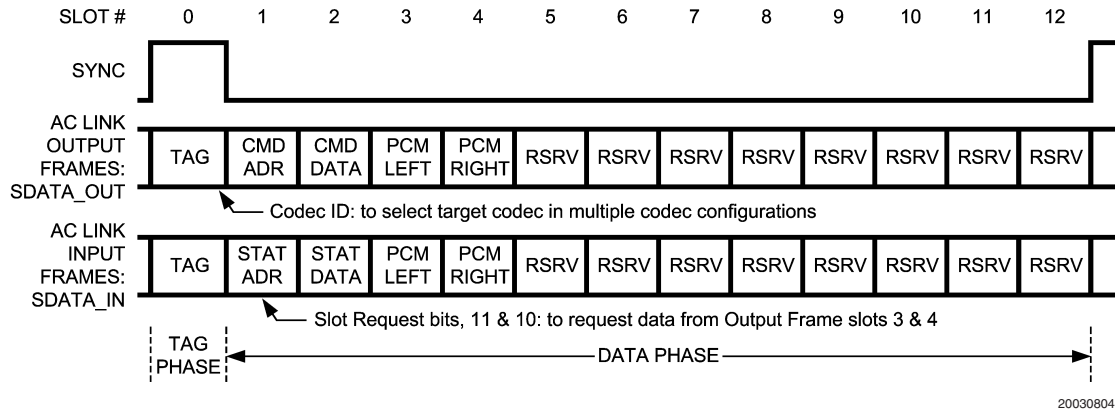 SLOT # 0 1 2 3 4 5 6 7 8 9 10 11 12
SYNC
AC LINK
OUTPUT
FRAMES:
SDATA_OUT
TAG CMD ADR CMD DATA PCM LEFT PCM RIGHT RSRV RSRV RSRV RSRV RSRV RSRV RSRV RSRV
Codec ID: to select target codec in multiple codec configurations
AC LINK
INPUT
FRAMES:
SDATA_IN
TAG STAT ADR STAT DATA PCM LEFT PCM RIGHT RSRV RSRV RSRV RSRV RSRV RSRV RSRV RSRV
Slot Request bits, 11 & 10: to request data from Output Frame slots 3 & 4
TAG
PHASE
DATA PHASE
20030804